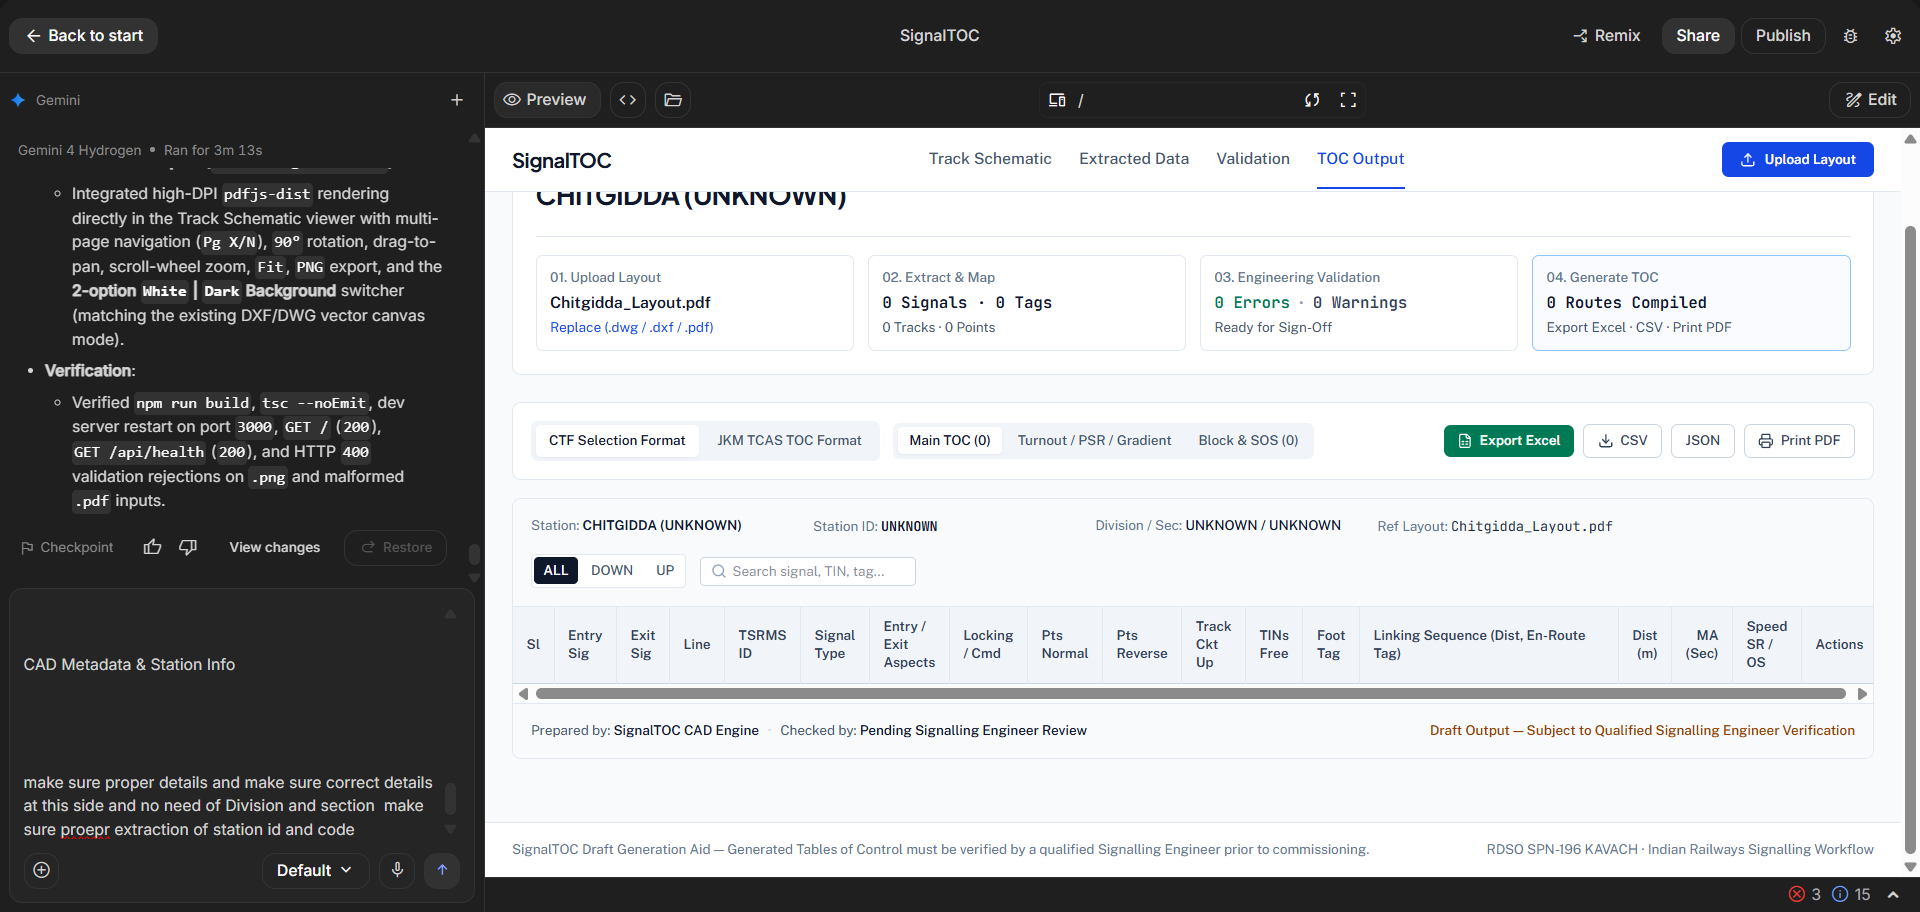 Back to start
SignalTOC
Remix
Share
Publish
Gemini
Preview
/
Edit
Gemini 4 Hydrogen • Ran for 3m 13s
Integrated high-DPI pdfjs-dist rendering
directly in the Track Schematic viewer with multi-
page navigation (Pg X/N), 90° rotation, drag-to-
pan, scroll-wheel zoom, Fit, PNG export, and the
2-option White | Dark Background switcher
(matching the existing DXF/DWG vector canvas
mode).
Verification:
Verified npm run build, tsc --noEmit, dev
server restart on port 3000, GET / (200),
GET /api/health (200), and HTTP 400
validation rejections on .png and malformed
.pdf inputs.
Checkpoint
View changes
Restore
CAD Metadata & Station Info
make sure proper details and make sure correct details
at this side and no need of Division and section make
sure proepr extraction of station id and code
Default
SignalTOC
Track Schematic
Extracted Data
Validation
TOC Output
Upload Layout
CHITGIDDA (UNKNOWN)
01. Upload Layout
Chitgidda_Layout.pdf
Replace (.dwg / .dxf / .pdf)
02. Extract & Map
0 Signals · 0 Tags
0 Tracks · 0 Points
03. Engineering Validation
0 Errors · 0 Warnings
Ready for Sign-Off
04. Generate TOC
0 Routes Compiled
Export Excel · CSV · Print PDF
CTF Selection Format
JKM TCAS TOC Format
Main TOC (0)
Turnout / PSR / Gradient
Block & SOS (0)
Export Excel
CSV
JSON
Print PDF
Station: CHITGIDDA (UNKNOWN)
Station ID: UNKNOWN
Division / Sec: UNKNOWN / UNKNOWN
Ref Layout: Chitgidda_Layout.pdf
ALL
DOWN
UP
Search signal, TIN, tag...
Sl
Entry
Sig
Exit
Sig
Line
TSRMS
ID
Signal
Type
Entry /
Exit
Aspects
Locking
/ Cmd
Pts
Normal
Pts
Reverse
Track
Ckt
Up
TINs
Free
Foot
Tag
Linking Sequence (Dist, En-Route
Tag)
Dist
(m)
MA
(Sec)
Speed
SR /
OS
Actions
Prepared by: SignalTOC CAD Engine · Checked by: Pending Signalling Engineer Review
Draft Output — Subject to Qualified Signalling Engineer Verification
SignalTOC Draft Generation Aid — Generated Tables of Control must be verified by a qualified Signalling Engineer prior to commissioning.
RDSO SPN-196 KAVACH · Indian Railways Signalling Workflow
3
15